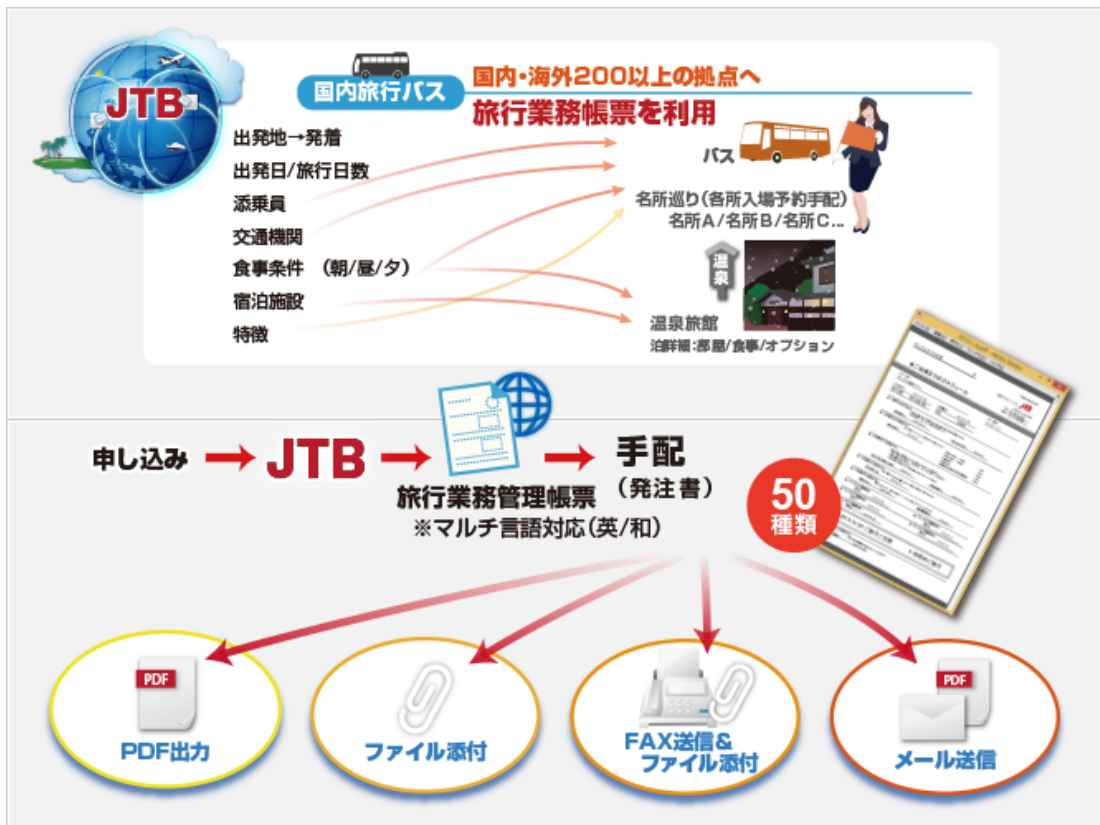 JTB
国内旅行バス
国内・海外200以上の拠点へ
旅行業務帳票を利用
出発地→発着
出発日/旅行日数
添乗員
交通機関
食事条件 (朝/昼/夕)
宿泊施設
特徴
バス
名所巡り(各所入場予約手配)
名所A/名所B/名所C...
温泉
温泉旅館
泊詳細:部屋/食事/オプション
申し込み
JTB
旅行業務管理帳票
※マルチ言語対応(英/和)
手配
(発注書)
50
種類
JTB
PDF
PDF出力
ファイル添付
FAX送信&
ファイル添付
PDF
メール送信